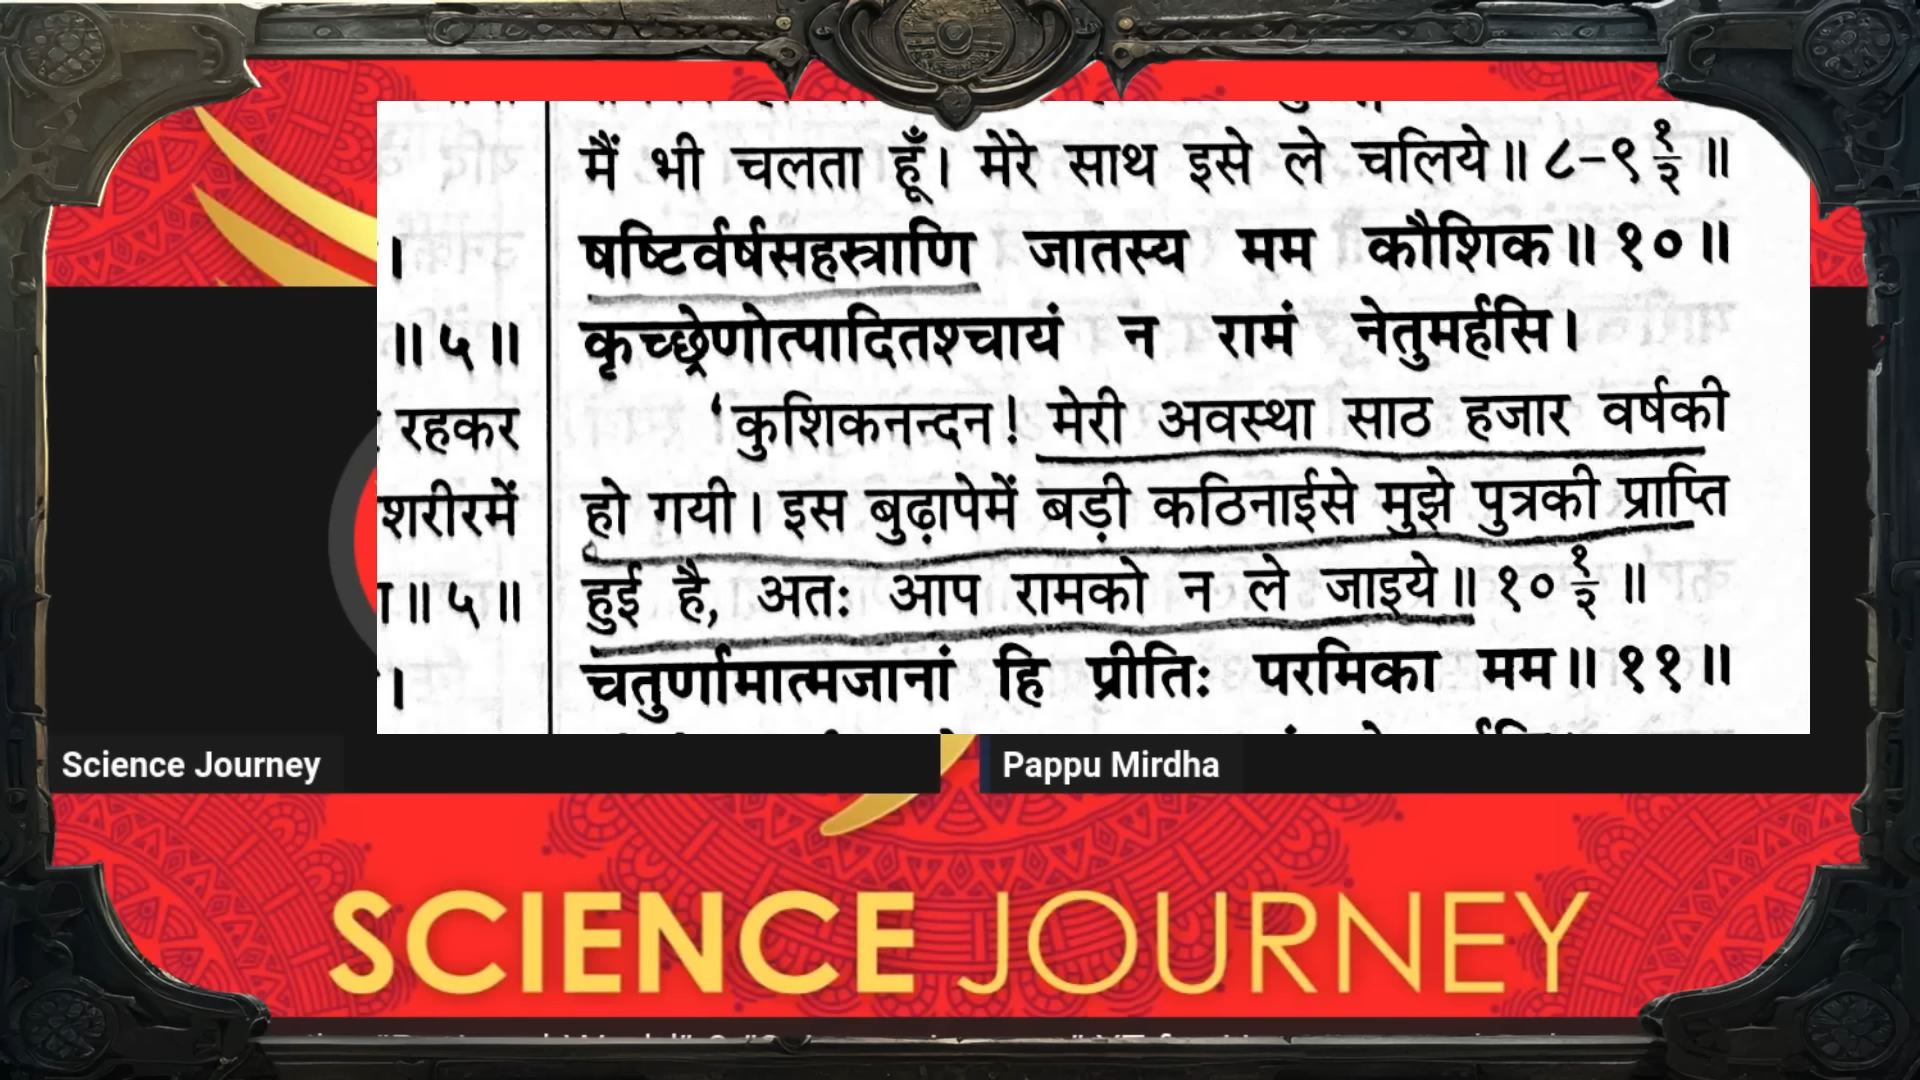 मैं भी चलता हूँ। मेरे साथ इसे ले चलिये॥ ८-९ १/२ ॥
षष्टिर्वर्षसहस्त्राणि जातस्य मम कौशिक॥ १०॥
कृच्छ्रेणोत्पादितश्चायं न रामं नेतुमर्हसि।
'कुशिकनन्दन! मेरी अवस्था साठ हजार वर्षकी
हो गयी। इस बुढ़ापेमें बड़ी कठिनाईसे मुझे पुत्रकी प्राप्ति
हुई है, अतः आप रामको न ले जाइये॥ १० १/२ ॥
चतुर्णामात्मजानां हि प्रीतिः परमिका मम॥ ११॥
।
॥ ५॥
रहकर
शरीरमें
॥ ५॥
।
Science Journey
Pappu Mirdha
SCIENCE JOURNEY